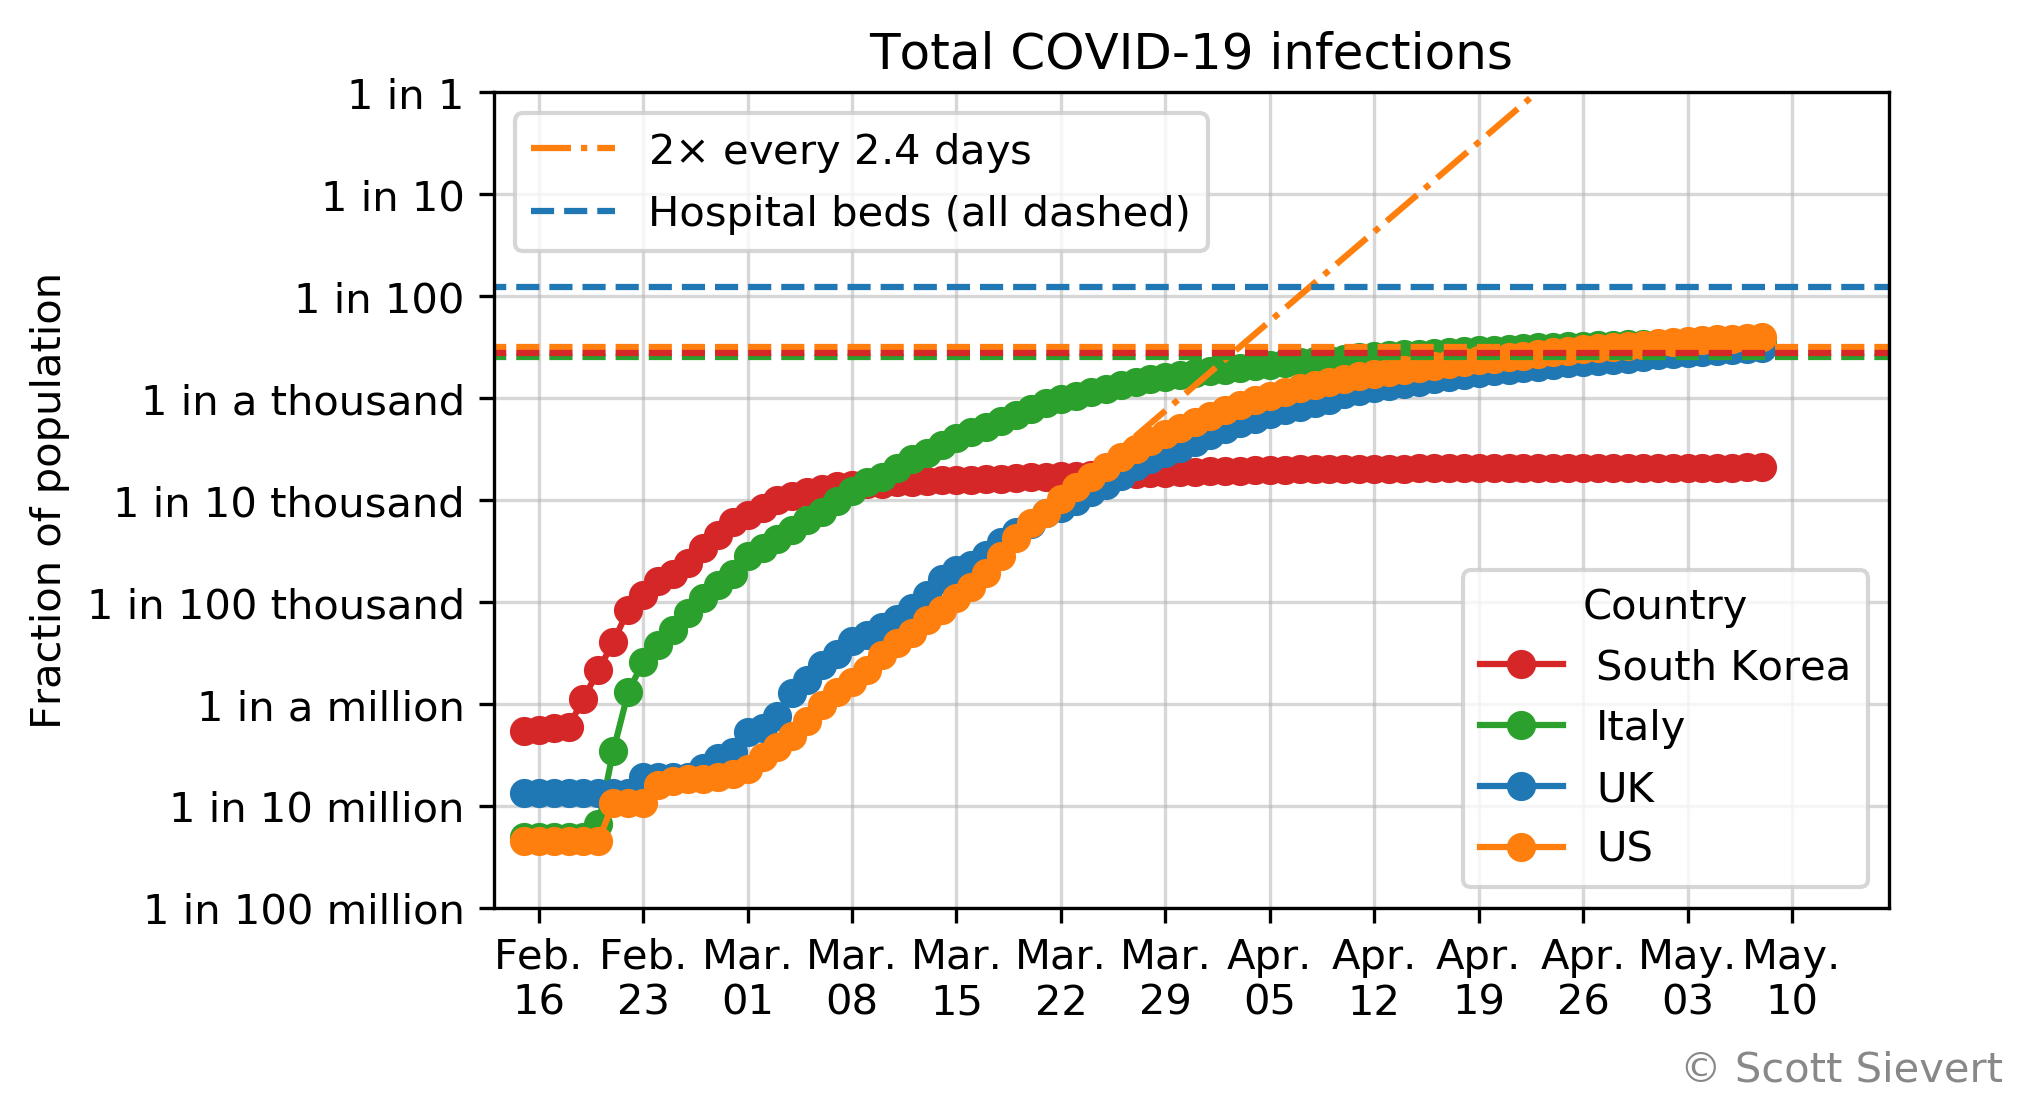 Total COVID-19 infections
1 in 1
1 in 10
1 in 100
1 in a thousand
1 in 10 thousand
1 in 100 thousand
1 in a million
1 in 10 million
1 in 100 million
Fraction of population
2× every 2.4 days
Hospital beds (all dashed)
Country
South Korea
Italy
UK
US
Feb. Feb. Mar. Mar. Mar. Mar. Mar. Apr. Apr. Apr. Apr. May. May.
16 23 01 08 15 22 29 05 12 19 26 03 10
© Scott Sievert